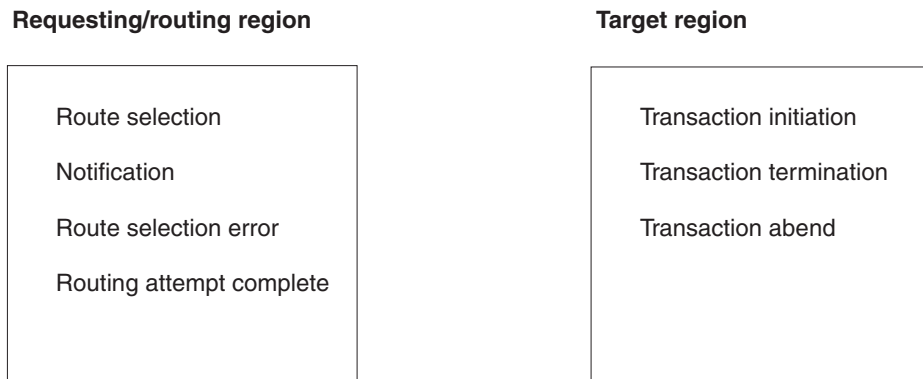 Requesting/routing region
Route selection
Notification
Route selection error
Routing attempt complete
Target region
Transaction initiation
Transaction termination
Transaction abend